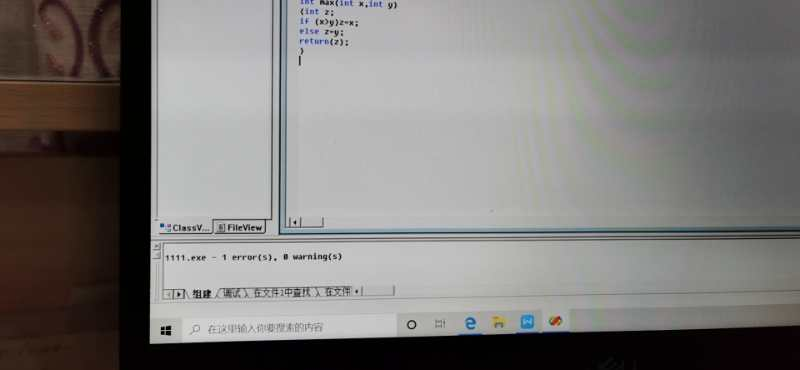 int max(int x,int y)
{int z;
if (x>y)z=x;
else z=y;
return(z);
}
ClassV...
FileView
1111.exe - 1 error(s), 0 warning(s)
组建
调试
在文件1中查找
在文件
在这里输入你要搜索的内容